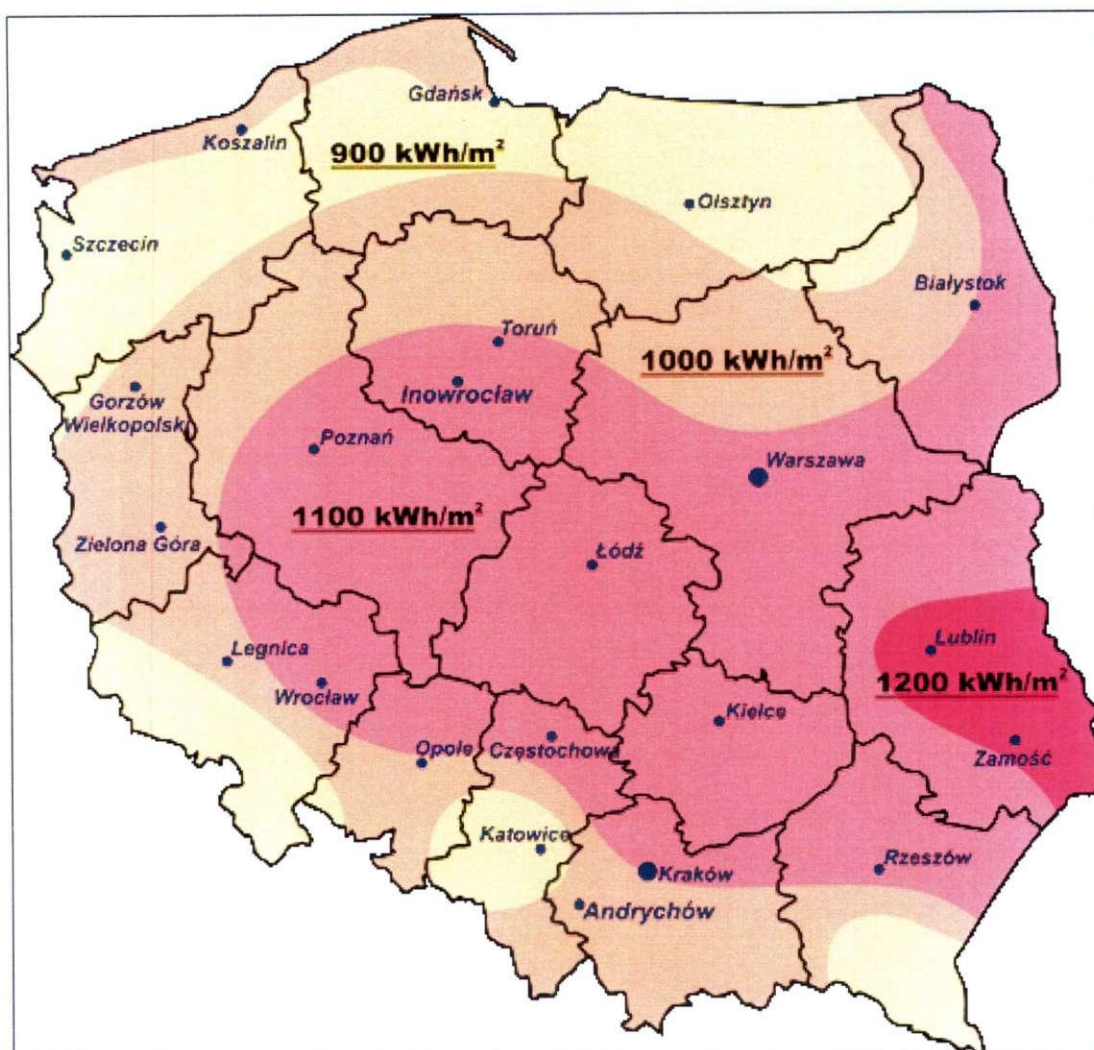 Gdańsk
Koszalin
900 kWh/m²
Olsztyn
Szczecin
Białystok
Toruń
1000 kWh/m²
Inowrocław
Gorzów
Wielkopolski
Poznań
Warszawa
1100 kWh/m²
Zielona Góra
Łódź
Legnica
Lublin
Wrocław
1200 kWh/m²
Kielce
Opole
Częstochowa
Zamość
Katowice
Rzeszów
Kraków
Andrychów